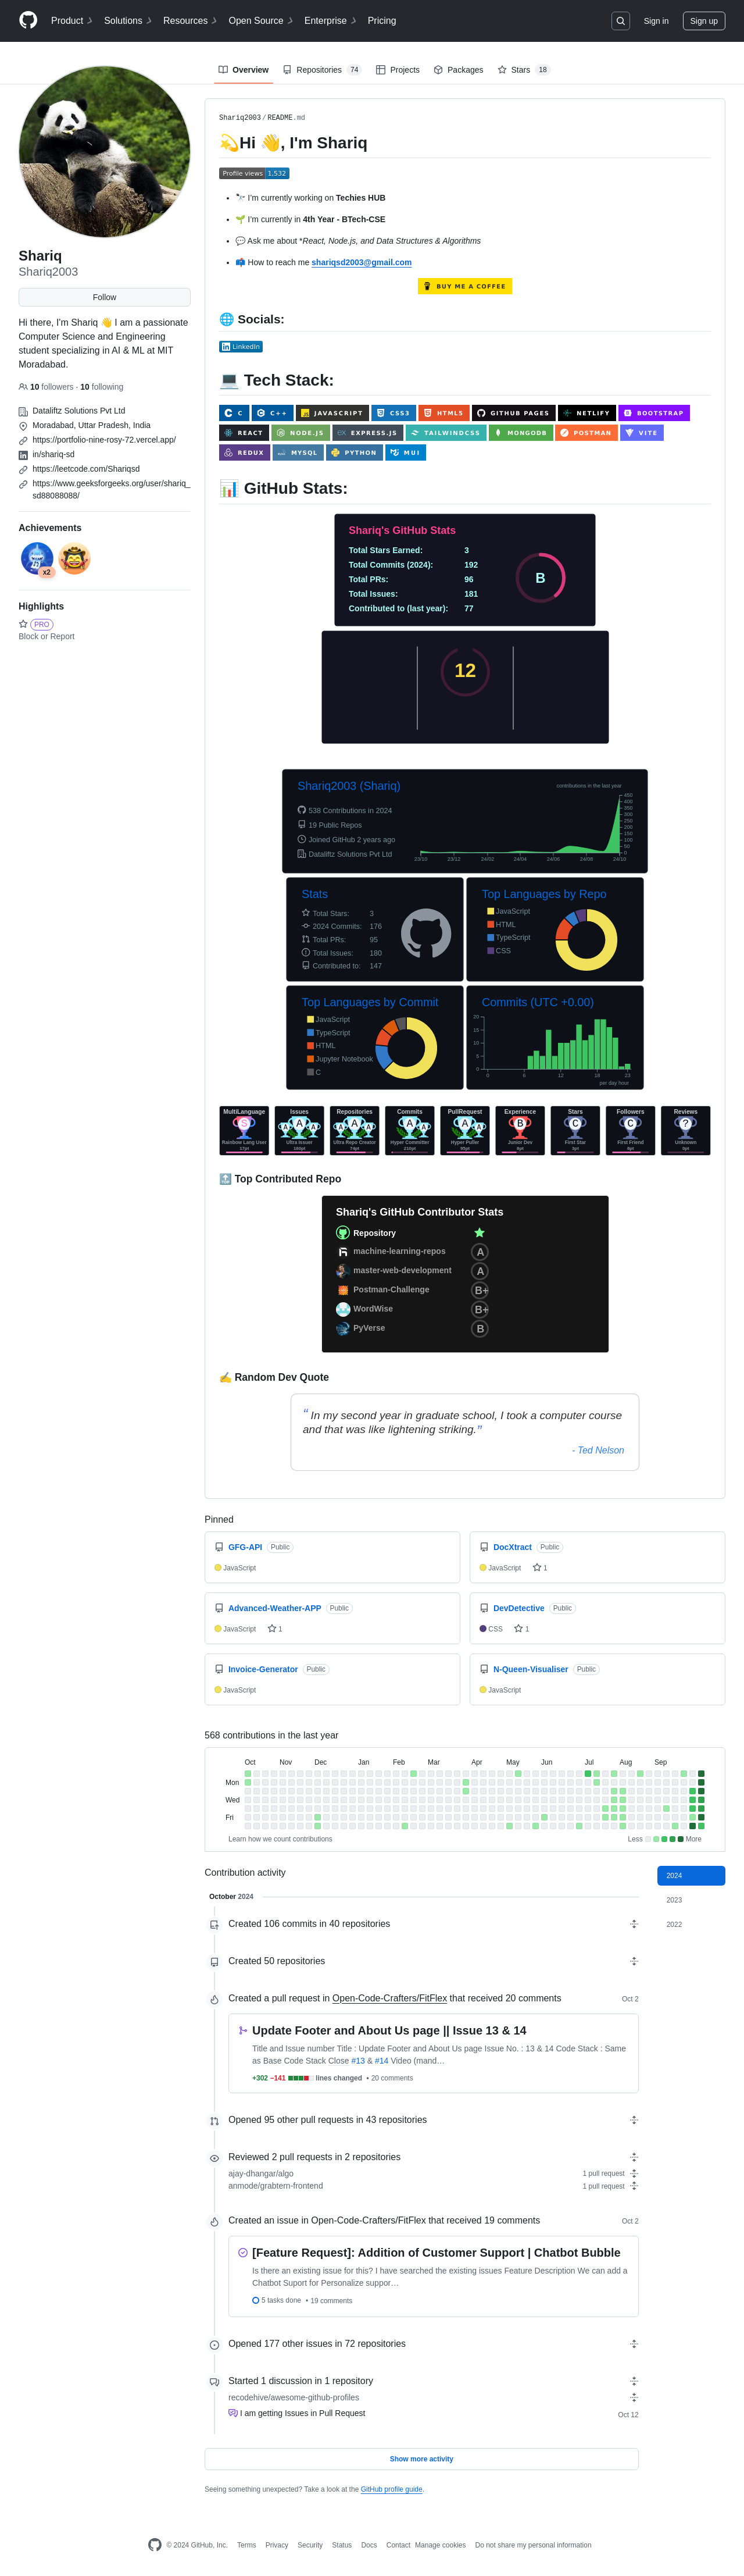 Product
Solutions
Resources
Open Source
Enterprise
Pricing
Sign in
Sign up
Overview
Repositories 74
Projects
Packages
Stars 18
Shariq
Shariq2003
Follow
Hi there, I'm Shariq 👋 I am a passionate
Computer Science and Engineering
student specializing in AI & ML at MIT
Moradabad.
10 followers · 10 following
Dataliftz Solutions Pvt Ltd
Moradabad, Uttar Pradesh, India
https://portfolio-nine-rosy-72.vercel.app/
in/shariq-sd
https://leetcode.com/Shariqsd
https://www.geeksforgeeks.org/user/shariq_
sd88088088/
Achievements
x2
Highlights
PRO
Block or Report
Shariq2003/README.md
💫Hi 👋, I'm Shariq
Profile views 1,532
🔭 I'm currently working on Techies HUB
🌱 I'm currently in 4th Year - BTech-CSE
💬 Ask me about *React, Node.js, and Data Structures & Algorithms
📫 How to reach me shariqsd2003@gmail.com
BUY ME A COFFEE
🌐 Socials:
LinkedIn
💻 Tech Stack:
C C++ JAVASCRIPT CSS3 HTML5 GITHUB PAGES NETLIFY BOOTSTRAP
REACT NODE.JS EXPRESS.JS TAILWINDCSS MONGODB POSTMAN VITE
REDUX MYSQL PYTHON MUI
📊 GitHub Stats:
Shariq's GitHub Stats
Total Stars Earned: 3
Total Commits (2024): 192
Total PRs: 96
Total Issues: 181
Contributed to (last year): 77
B
12
Shariq2003 (Shariq)
contributions in the last year
538 Contributions in 2024
19 Public Repos
Joined GitHub 2 years ago
Dataliftz Solutions Pvt Ltd
450
400
350
300
250
200
150
100
50
0
23/10 23/12 24/02 24/04 24/06 24/08 24/10
Stats
Total Stars: 3
2024 Commits: 176
Total PRs: 95
Total Issues: 180
Contributed to: 147
Top Languages by Repo
JavaScript
HTML
TypeScript
CSS
Top Languages by Commit
JavaScript
TypeScript
HTML
Jupyter Notebook
C
Commits (UTC +0.00)
20
15
10
5
0
0 6 12 18 23
per day hour
MultiLanguage Issues Repositories Commits PullRequest Experience Stars Followers Reviews
S A A A A A A A A A A A B C C ?
Rainbow Lang User Ultra Issuer Ultra Repo Creator Hyper Committer Hyper Puller Junior Dev First Star First Friend Unknown
🔝 Top Contributed Repo
Shariq's GitHub Contributor Stats
Repository
machine-learning-repos A
master-web-development A
Postman-Challenge B+
WordWise B+
PyVerse B
✍️ Random Dev Quote
“ In my second year in graduate school, I took a computer course
and that was like lightening striking.”
- Ted Nelson
Pinned
GFG-API Public
JavaScript
DocXtract Public
JavaScript 1
Advanced-Weather-APP Public
JavaScript 1
DevDetective Public
CSS 1
Invoice-Generator Public
JavaScript
N-Queen-Visualiser Public
JavaScript
568 contributions in the last year
Oct Nov Dec Jan Feb Mar Apr May Jun Jul Aug Sep
Mon
Wed
Fri
Learn how we count contributions
Less More
Contribution activity
2024
2023
2022
October 2024
Created 106 commits in 40 repositories
Created 50 repositories
Created a pull request in Open-Code-Crafters/FitFlex that received 20 comments Oct 2
Update Footer and About Us page || Issue 13 & 14
Title and Issue number Title : Update Footer and About Us page Issue No. : 13 & 14 Code Stack : Same
as Base Code Stack Close #13 & #14 Video (mand…
+302 −141 lines changed • 20 comments
Opened 95 other pull requests in 43 repositories
Reviewed 2 pull requests in 2 repositories
ajay-dhangar/algo 1 pull request
anmode/grabtern-frontend 1 pull request
Created an issue in Open-Code-Crafters/FitFlex that received 19 comments Oct 2
[Feature Request]: Addition of Customer Support | Chatbot Bubble
Is there an existing issue for this? I have searched the existing issues Feature Description We can add a
Chatbot Suport for Personalize suppor…
5 tasks done • 19 comments
Opened 177 other issues in 72 repositories
Started 1 discussion in 1 repository
recodehive/awesome-github-profiles
I am getting Issues in Pull Request Oct 12
Show more activity
Seeing something unexpected? Take a look at the GitHub profile guide.
© 2024 GitHub, Inc. Terms Privacy Security Status Docs Contact Manage cookies Do not share my personal information